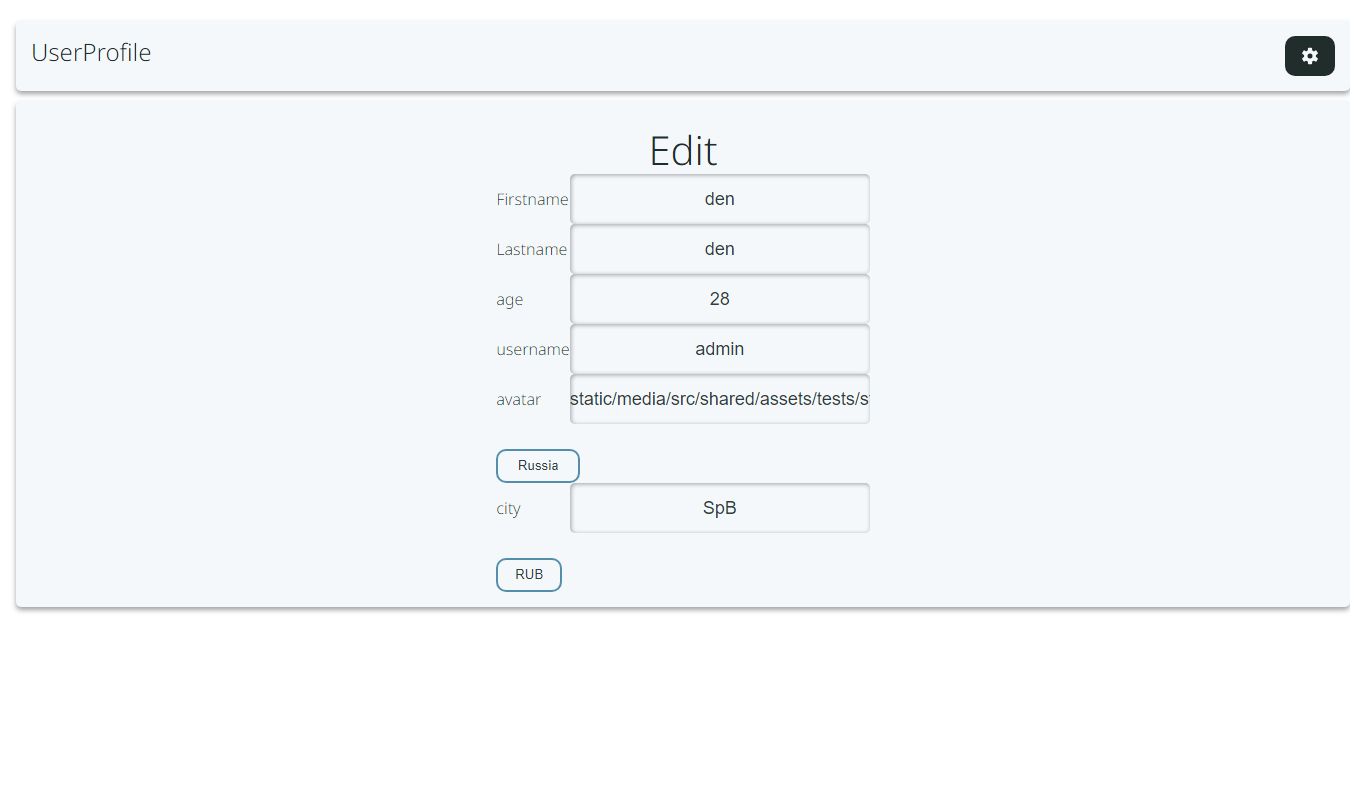 UserProfile
Edit
Firstname den
Lastname den
age 28
username admin
avatar static/media/src/shared/assets/tests/s
Russia
city SpB
RUB